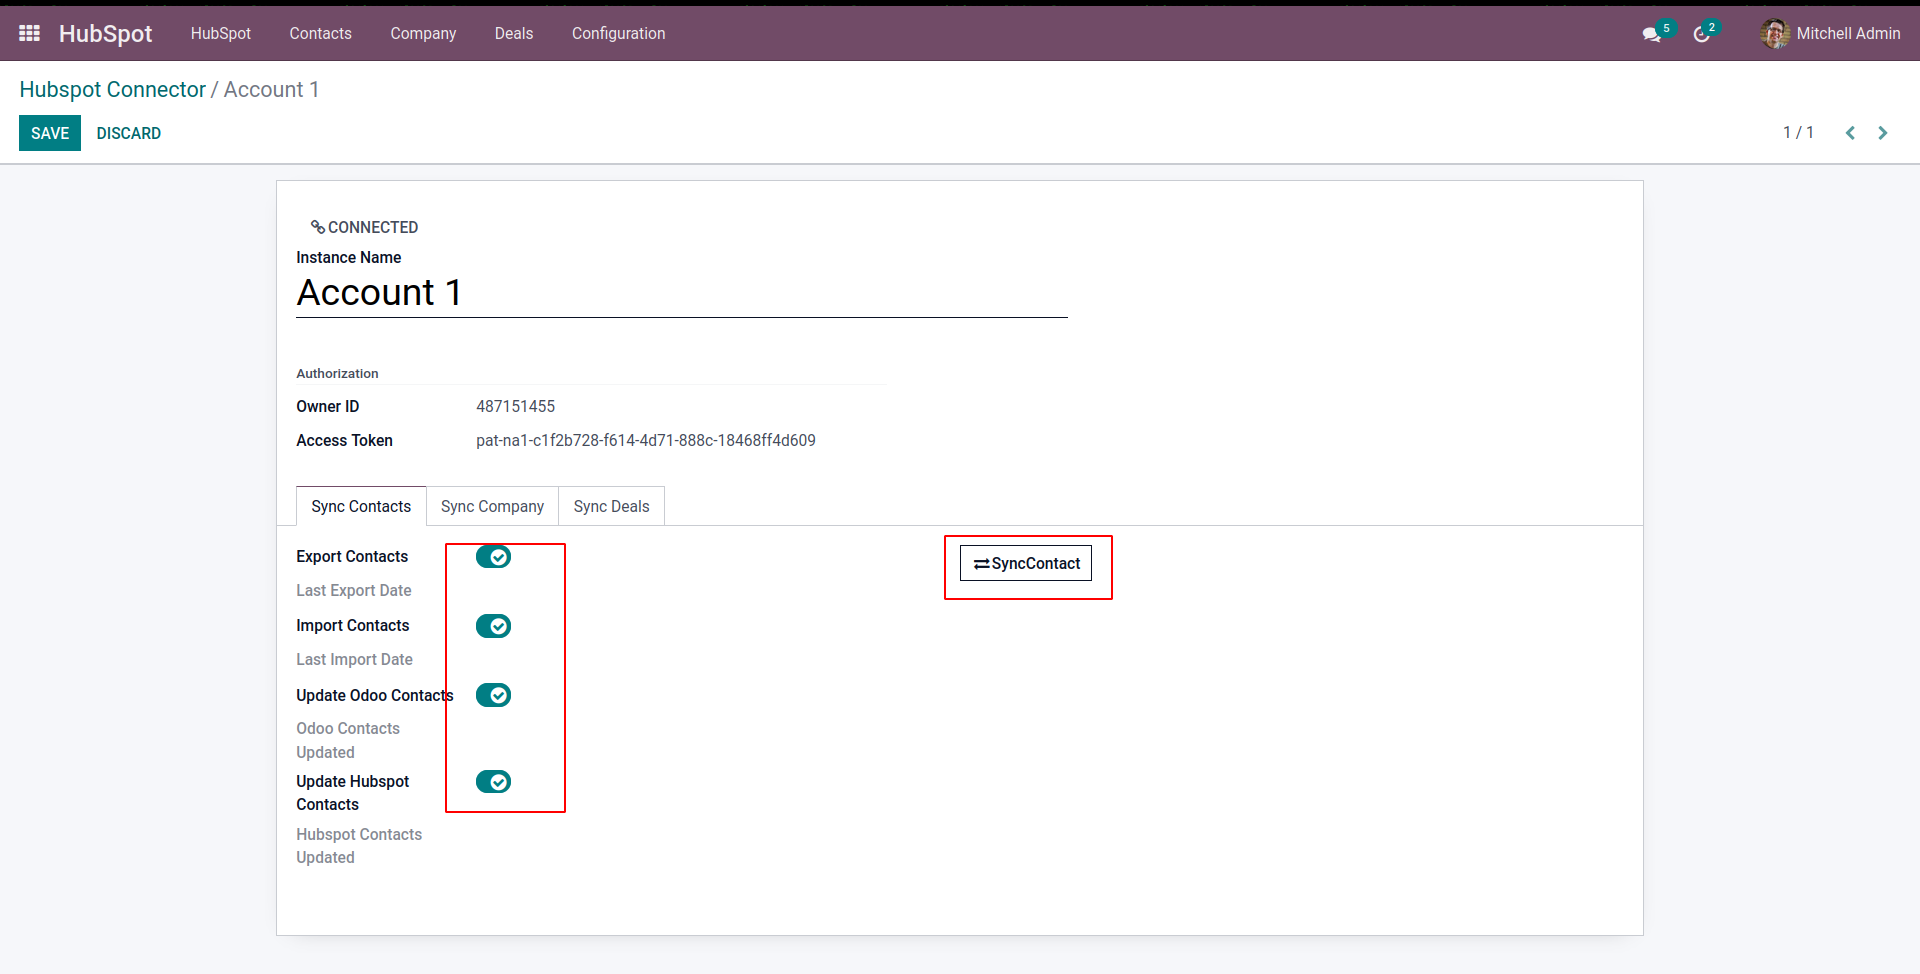 HubSpot HubSpot Contacts Company Deals Configuration 5 2 Mitchell Admin
Hubspot Connector / Account 1
SAVE DISCARD 1 / 1
CONNECTED
Instance Name
Account 1
Authorization
Owner ID 487151455
Access Token pat-na1-c1f2b728-f614-4d71-888c-18468ff4d609
Sync Contacts Sync Company Sync Deals
Export Contacts SyncContact
Last Export Date
Import Contacts
Last Import Date
Update Odoo Contacts
Odoo Contacts
Updated
Update Hubspot
Contacts
Hubspot Contacts
Updated